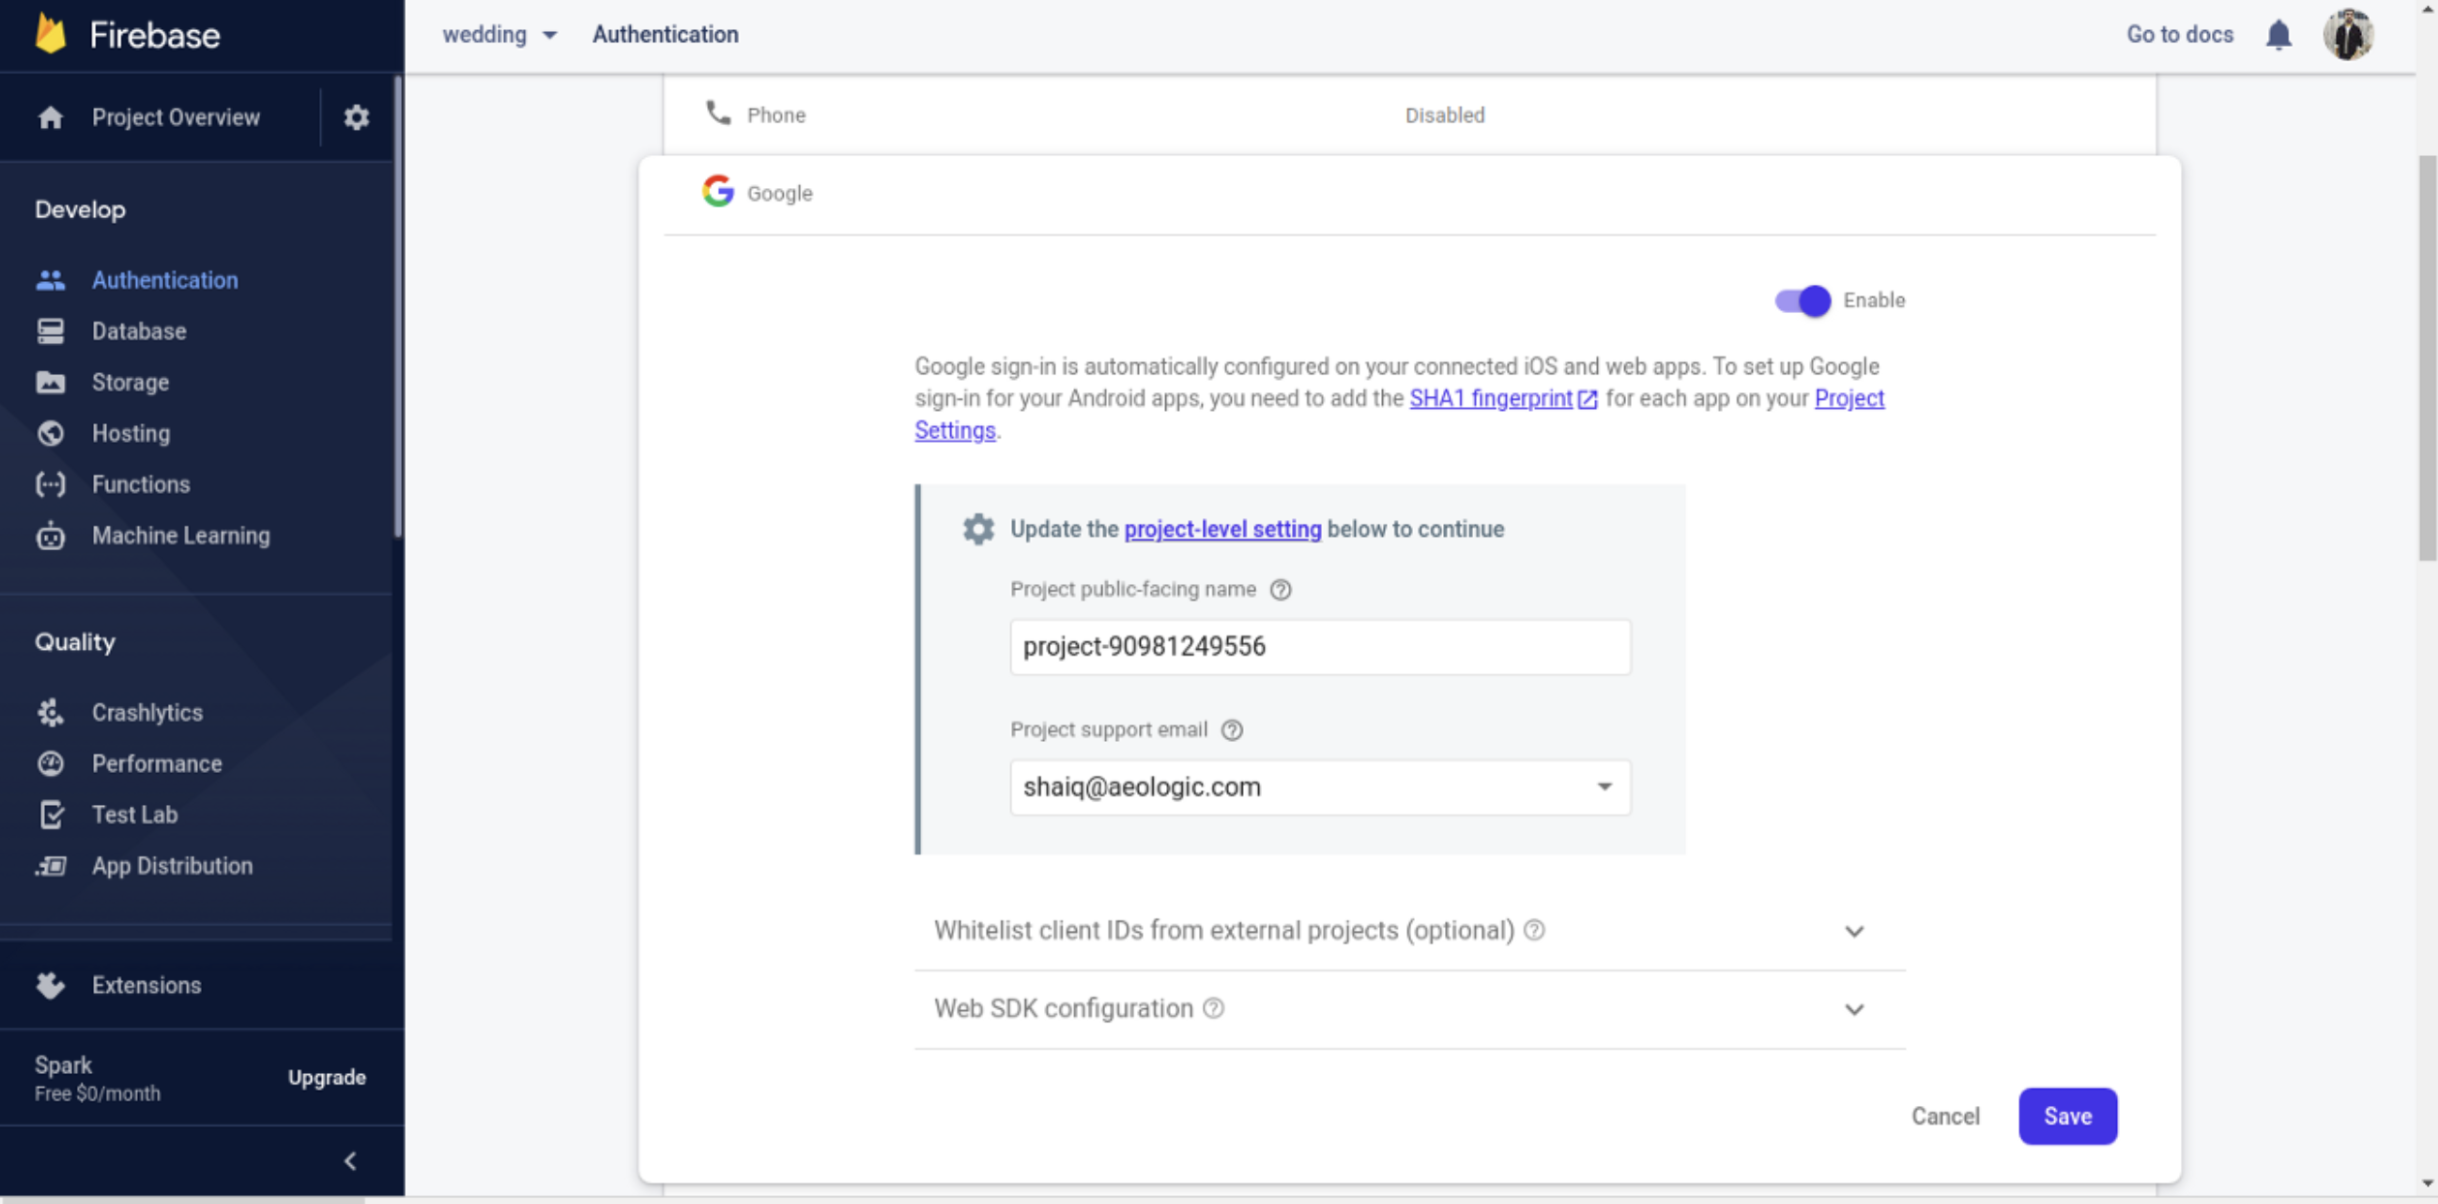 Firebase
wedding
Authentication
Go to docs
Project Overview
Develop
Authentication
Database
Storage
Hosting
Functions
Machine Learning
Quality
Crashlytics
Performance
Test Lab
App Distribution
Extensions
Spark
Free $0/month
Upgrade
Phone
Disabled
Google
Enable
Google sign-in is automatically configured on your connected iOS and web apps. To set up Google
sign-in for your Android apps, you need to add the SHA1 fingerprint for each app on your Project
Settings.
Update the project-level setting below to continue
Project public-facing name
project-90981249556
Project support email
shaiq@aeologic.com
Whitelist client IDs from external projects (optional)
Web SDK configuration
Cancel
Save